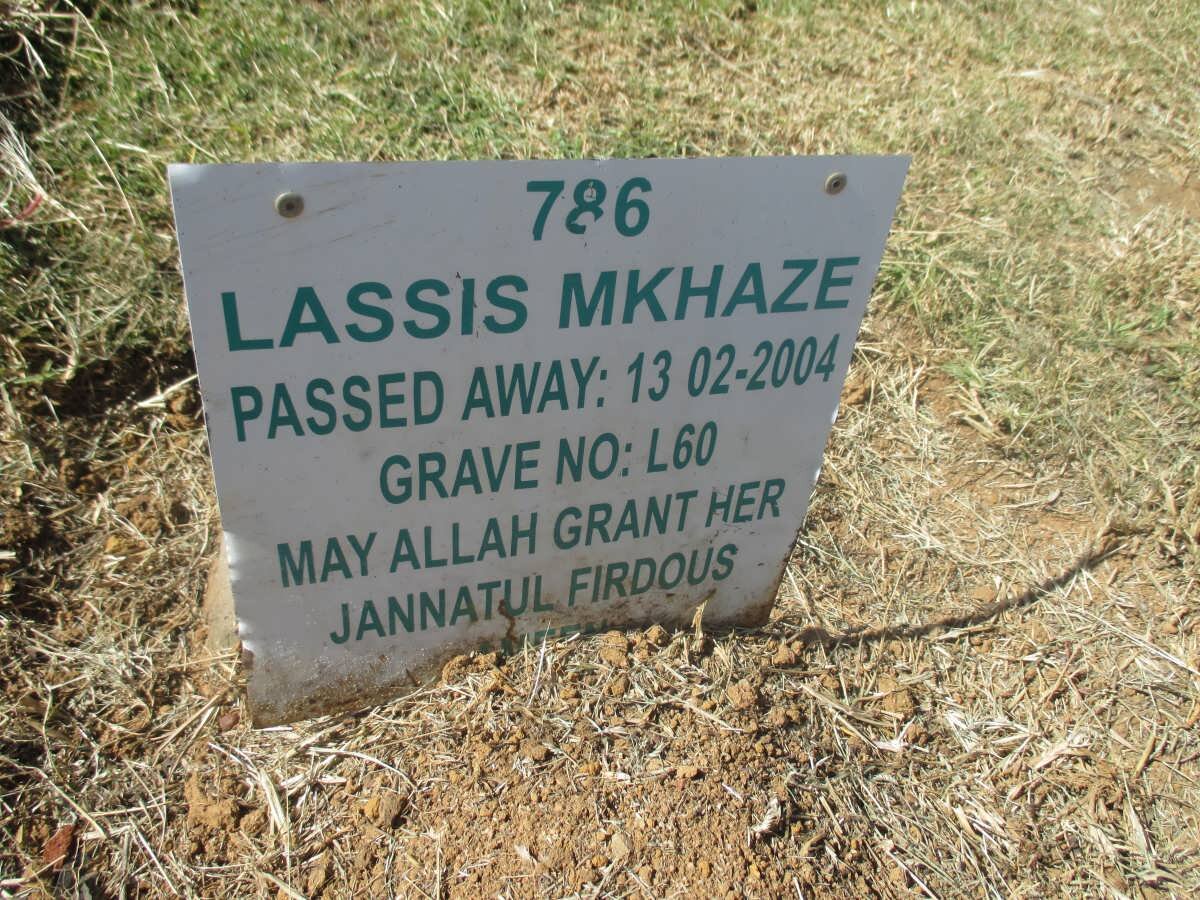 786
LASSIS MKHAZE
PASSED AWAY: 13 02-2004
GRAVE NO: L60
MAY ALLAH GRANT HER
JANNATUL FIRDOUS